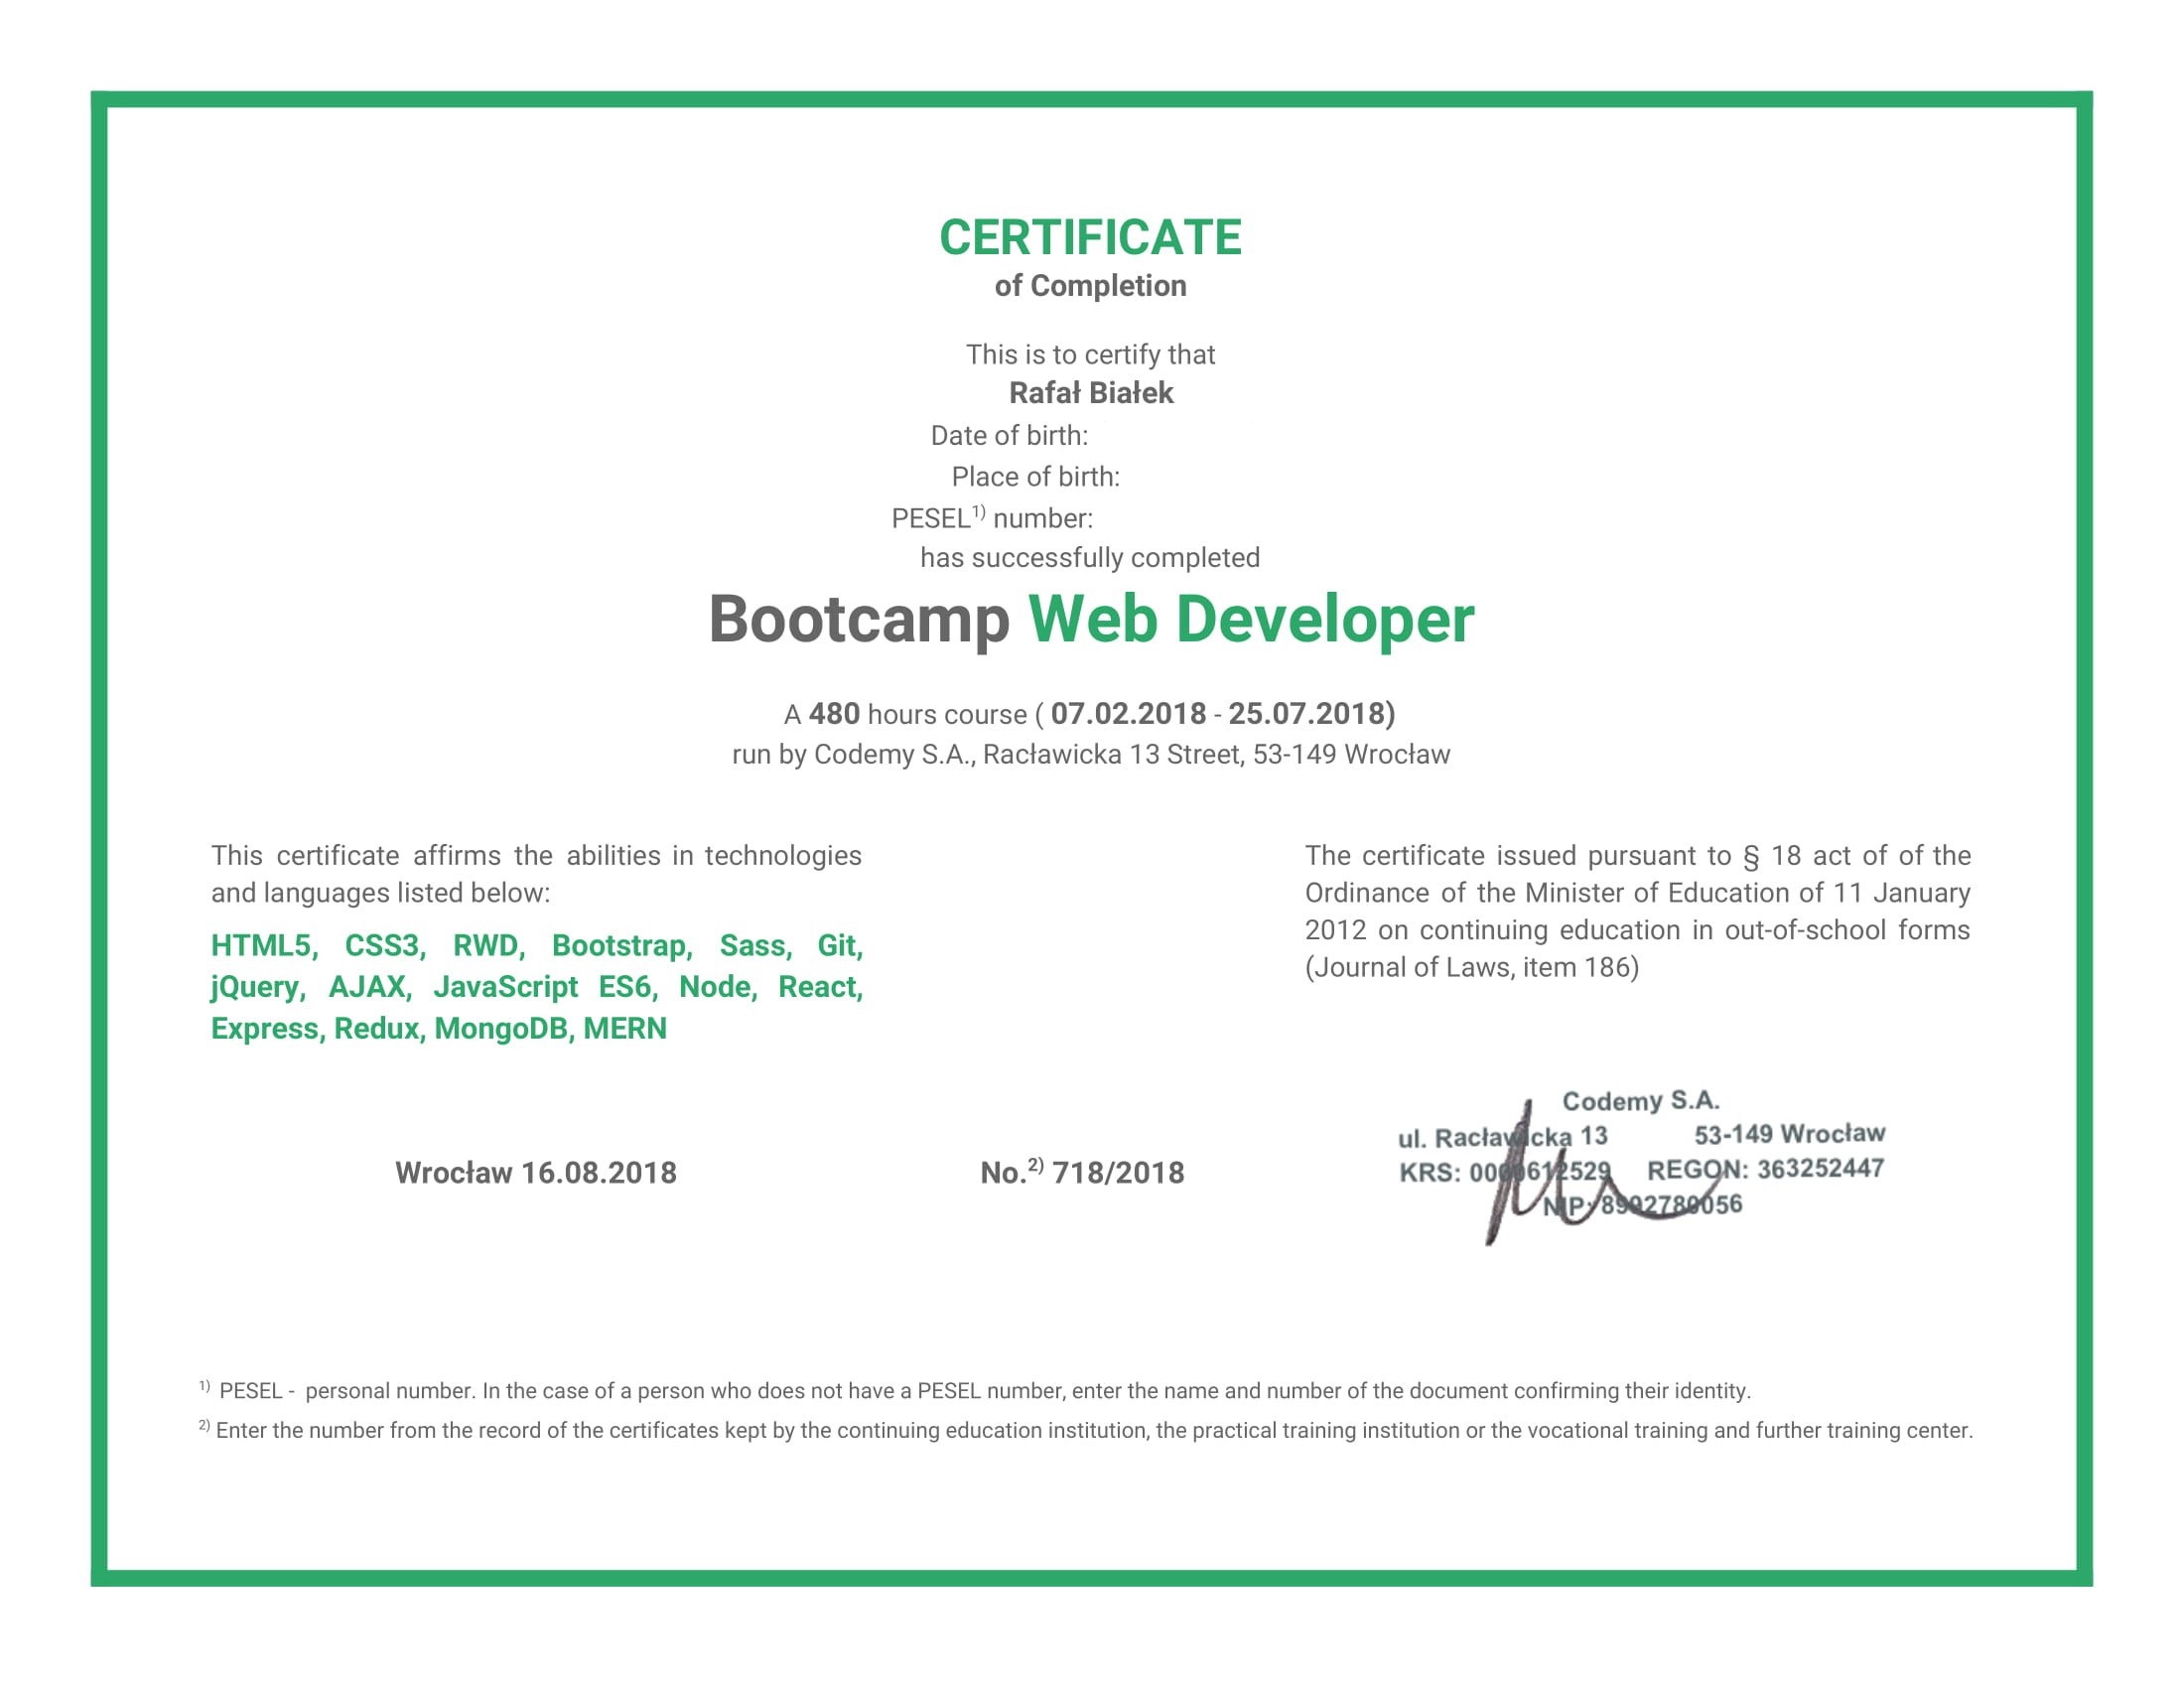 CERTIFICATE
of Completion
This is to certify that
Rafał Białek
Date of birth:
Place of birth:
PESEL1) number:
has successfully completed
Bootcamp Web Developer
A 480 hours course ( 07.02.2018 - 25.07.2018)
run by Codemy S.A., Racławicka 13 Street, 53-149 Wrocław
This certificate affirms the abilities in technologies
and languages listed below:
HTML5, CSS3, RWD, Bootstrap, Sass, Git,
jQuery, AJAX, JavaScript ES6, Node, React,
Express, Redux, MongoDB, MERN
The certificate issued pursuant to § 18 act of of the
Ordinance of the Minister of Education of 11 January
2012 on continuing education in out-of-school forms
(Journal of Laws, item 186)
Wrocław 16.08.2018
No.2) 718/2018
Codemy S.A.
ul. Racławicka 13 53-149 Wrocław
KRS: 0000612529 REGON: 363252447
NIP: 8992780056
1) PESEL - personal number. In the case of a person who does not have a PESEL number, enter the name and number of the document confirming their identity.
2) Enter the number from the record of the certificates kept by the continuing education institution, the practical training institution or the vocational training and further training center.